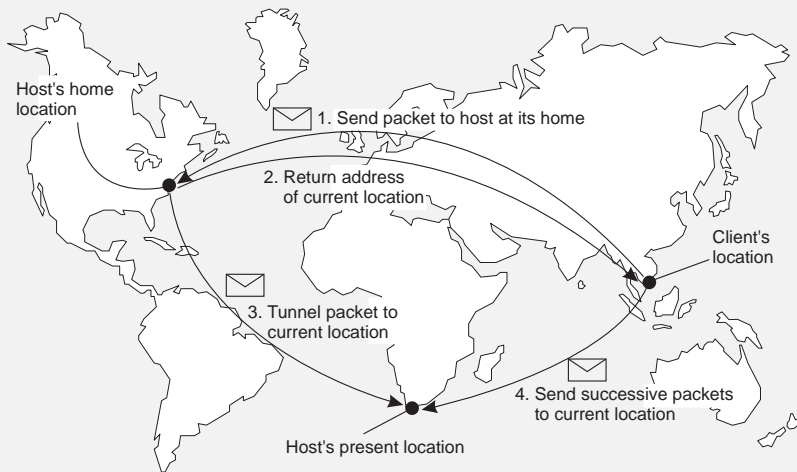 Host's home
location
1. Send packet to host at its home
2. Return address
of current location
Client's
location
3. Tunnel packet to
current location
4. Send successive packets
to current location
Host's present location